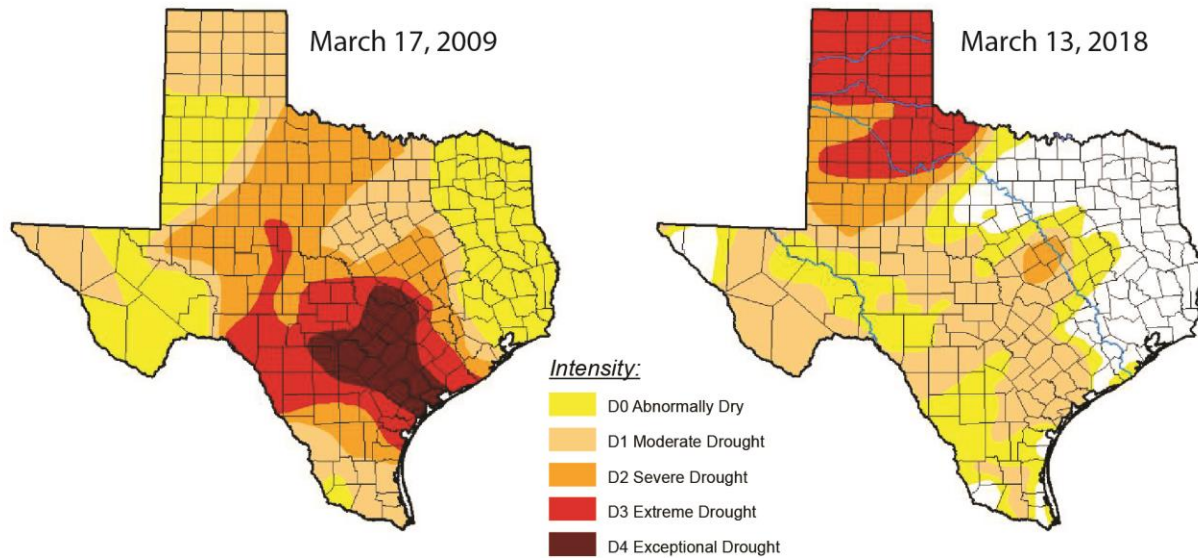 March 17, 2009
March 13, 2018
Intensity:
D0 Abnormally Dry
D1 Moderate Drought
D2 Severe Drought
D3 Extreme Drought
D4 Exceptional Drought